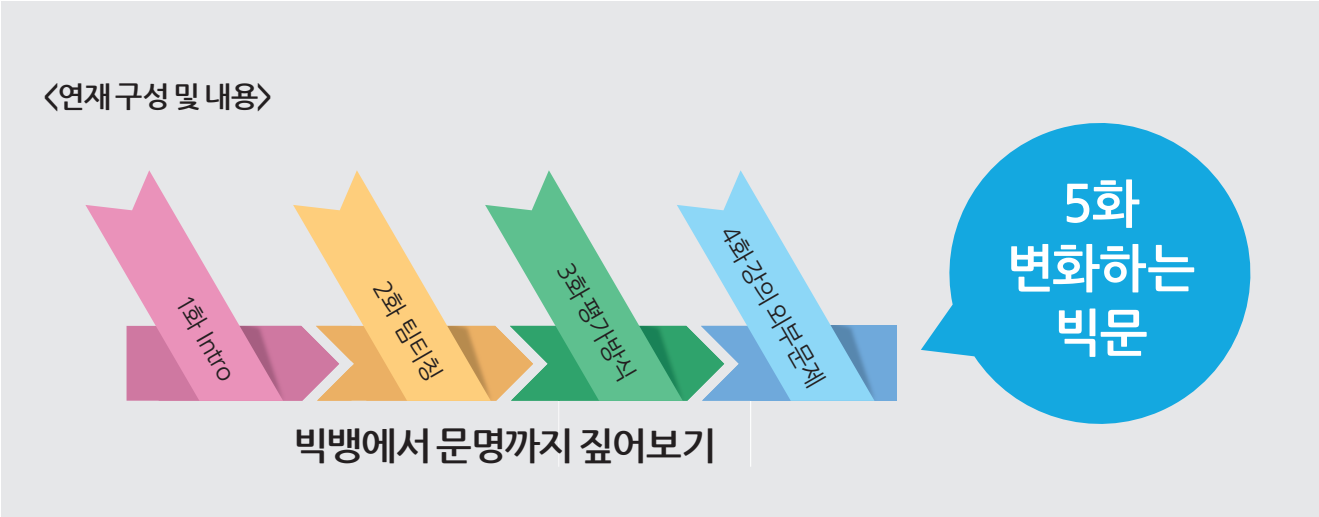 <연재 구성 및 내용>
1화 Intro
2화 팀티칭
3화 평가방식
4화 강의 외부문제
5화
변화하는
빅문
빅뱅에서 문명까지 짚어보기